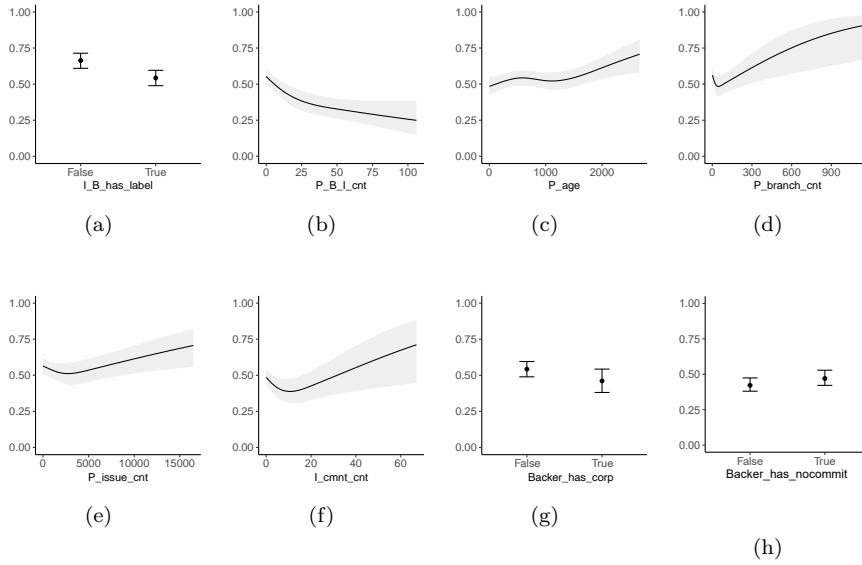 1.00
0.75
0.50
0.25
0.00
False True
I_B_has_label
(a)
1.00
0.75
0.50
0.25
0.00
0 25 50 75 100
P_B_I_cnt
(b)
1.00
0.75
0.50
0.25
0.00
0 1000 2000
P_age
(c)
1.00
0.75
0.50
0.25
0.00
0 300 600 900
P_branch_cnt
(d)
1.00
0.75
0.50
0.25
0.00
0 5000 10000 15000
P_issue_cnt
(e)
1.00
0.75
0.50
0.25
0.00
0 20 40 60
I_cmnt_cnt
(f)
1.00
0.75
0.50
0.25
0.00
False True
Backer_has_corp
(g)
1.00
0.75
0.50
0.25
0.00
False True
Backer_has_nocommit
(h)